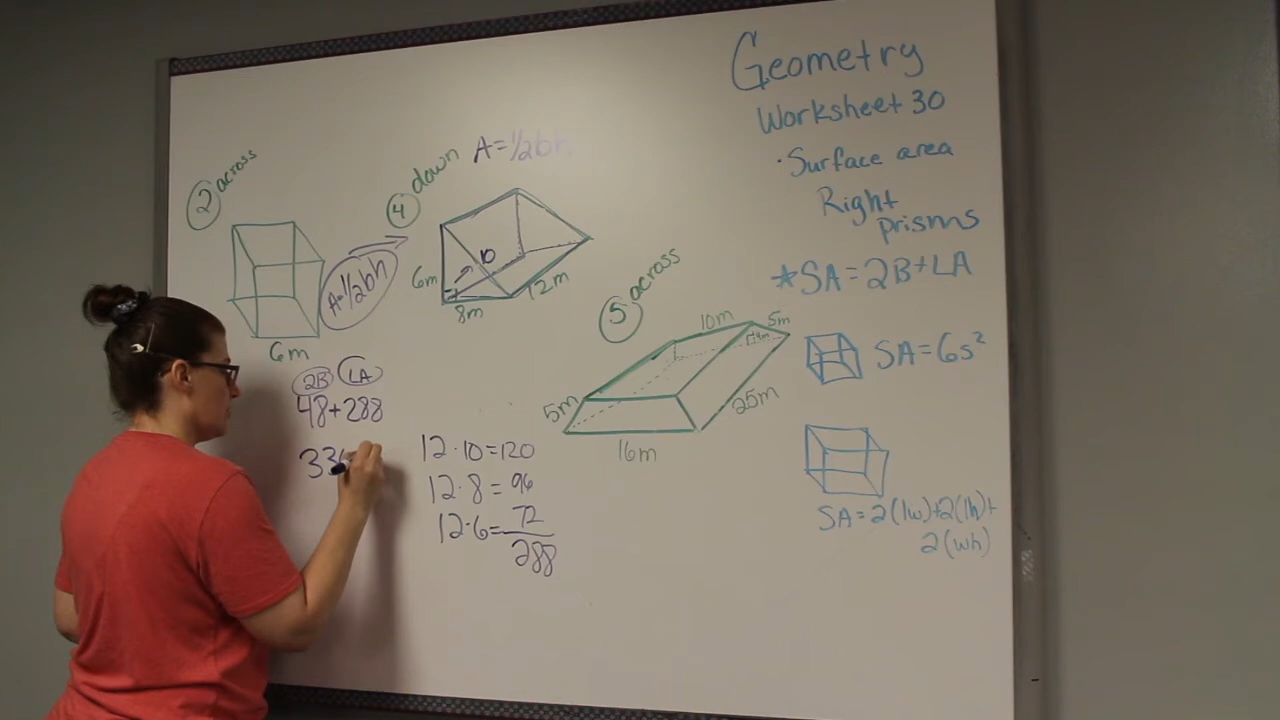 Geometry
Worksheet 30
· Surface area
Right
prisms
*SA=2B+LA
SA=6s²
SA=2(lw)+2(lh)+
2(wh)
2 across
6m
A=½bh
4 down
A=½bh
6m
10
8m
12m
5 across
10m
5m
4m
5m
25m
16m
2B LA
48+288
336
12·10=120
12·8=96
12·6=72
288